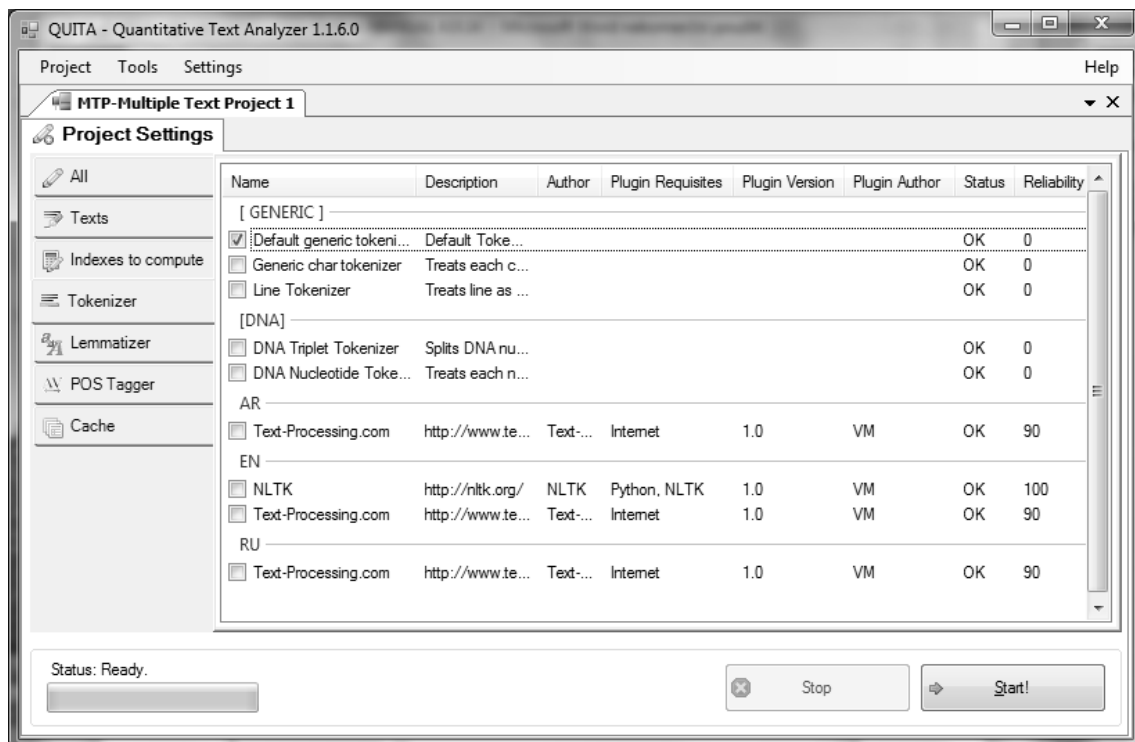 QUITA - Quantitative Text Analyzer 1.1.6.0
Project Tools Settings Help
MTP-Multiple Text Project 1
Project Settings
All
Texts
Indexes to compute
Tokenizer
Lemmatizer
POS Tagger
Cache
Name Description Author Plugin Requisites Plugin Version Plugin Author Status Reliability
[ GENERIC ]
Default generic tokeni... Default Toke... OK 0
Generic char tokenizer Treats each c... OK 0
Line Tokenizer Treats line as ... OK 0
[DNA]
DNA Triplet Tokenizer Splits DNA nu... OK 0
DNA Nucleotide Toke... Treats each n... OK 0
AR
Text-Processing.com http://www.te... Text-... Internet 1.0 VM OK 90
EN
NLTK http://nltk.org/ NLTK Python, NLTK 1.0 VM OK 100
Text-Processing.com http://www.te... Text-... Internet 1.0 VM OK 90
RU
Text-Processing.com http://www.te... Text-... Internet 1.0 VM OK 90
Status: Ready.
Stop
Start!